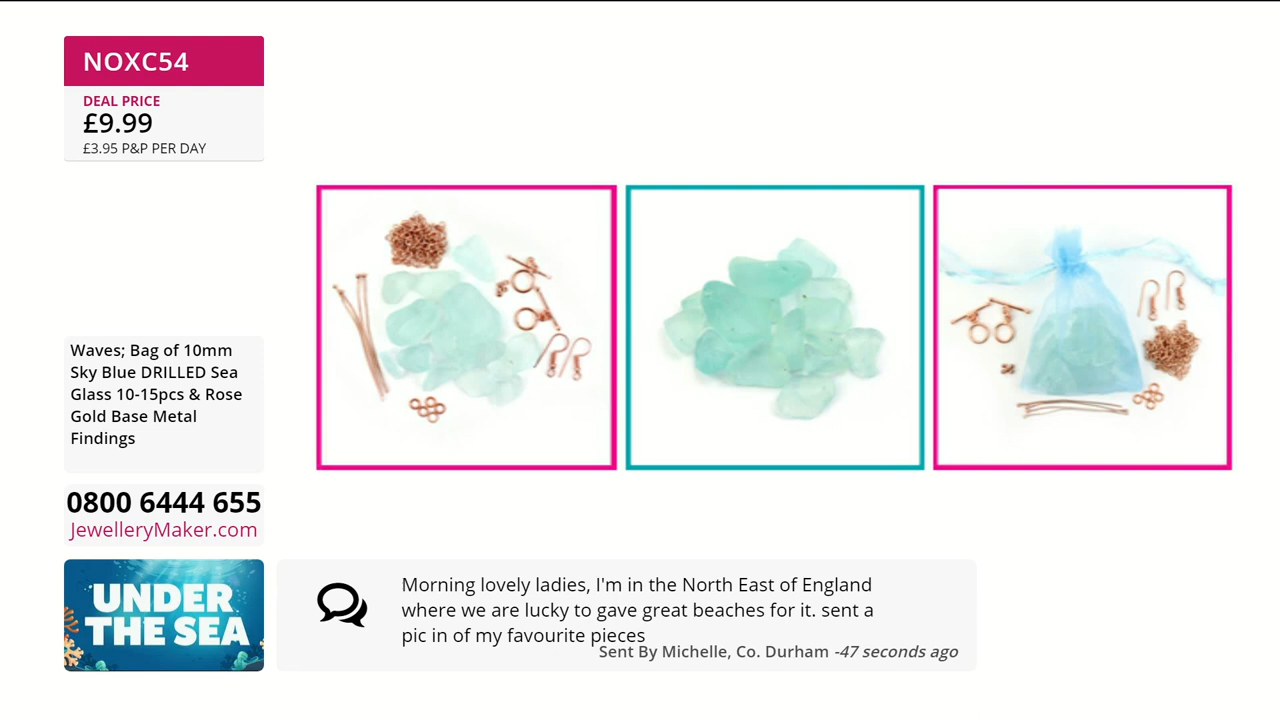 NOXC54
DEAL PRICE
£9.99
£3.95 P&P PER DAY
Waves; Bag of 10mm
Sky Blue DRILLED Sea
Glass 10-15pcs & Rose
Gold Base Metal
Findings
0800 6444 655
JewelleryMaker.com
UNDER
THE SEA
Morning lovely ladies, I'm in the North East of England
where we are lucky to gave great beaches for it. sent a
pic in of my favourite pieces
Sent By Michelle, Co. Durham -47 seconds ago